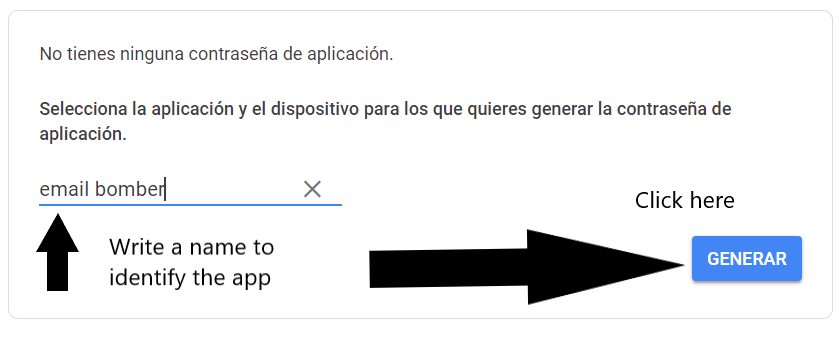 No tienes ninguna contraseña de aplicación.
Selecciona la aplicación y el dispositivo para los que quieres generar la contraseña de
aplicación.
email bomber
Click here
Write a name to
identify the app
GENERAR